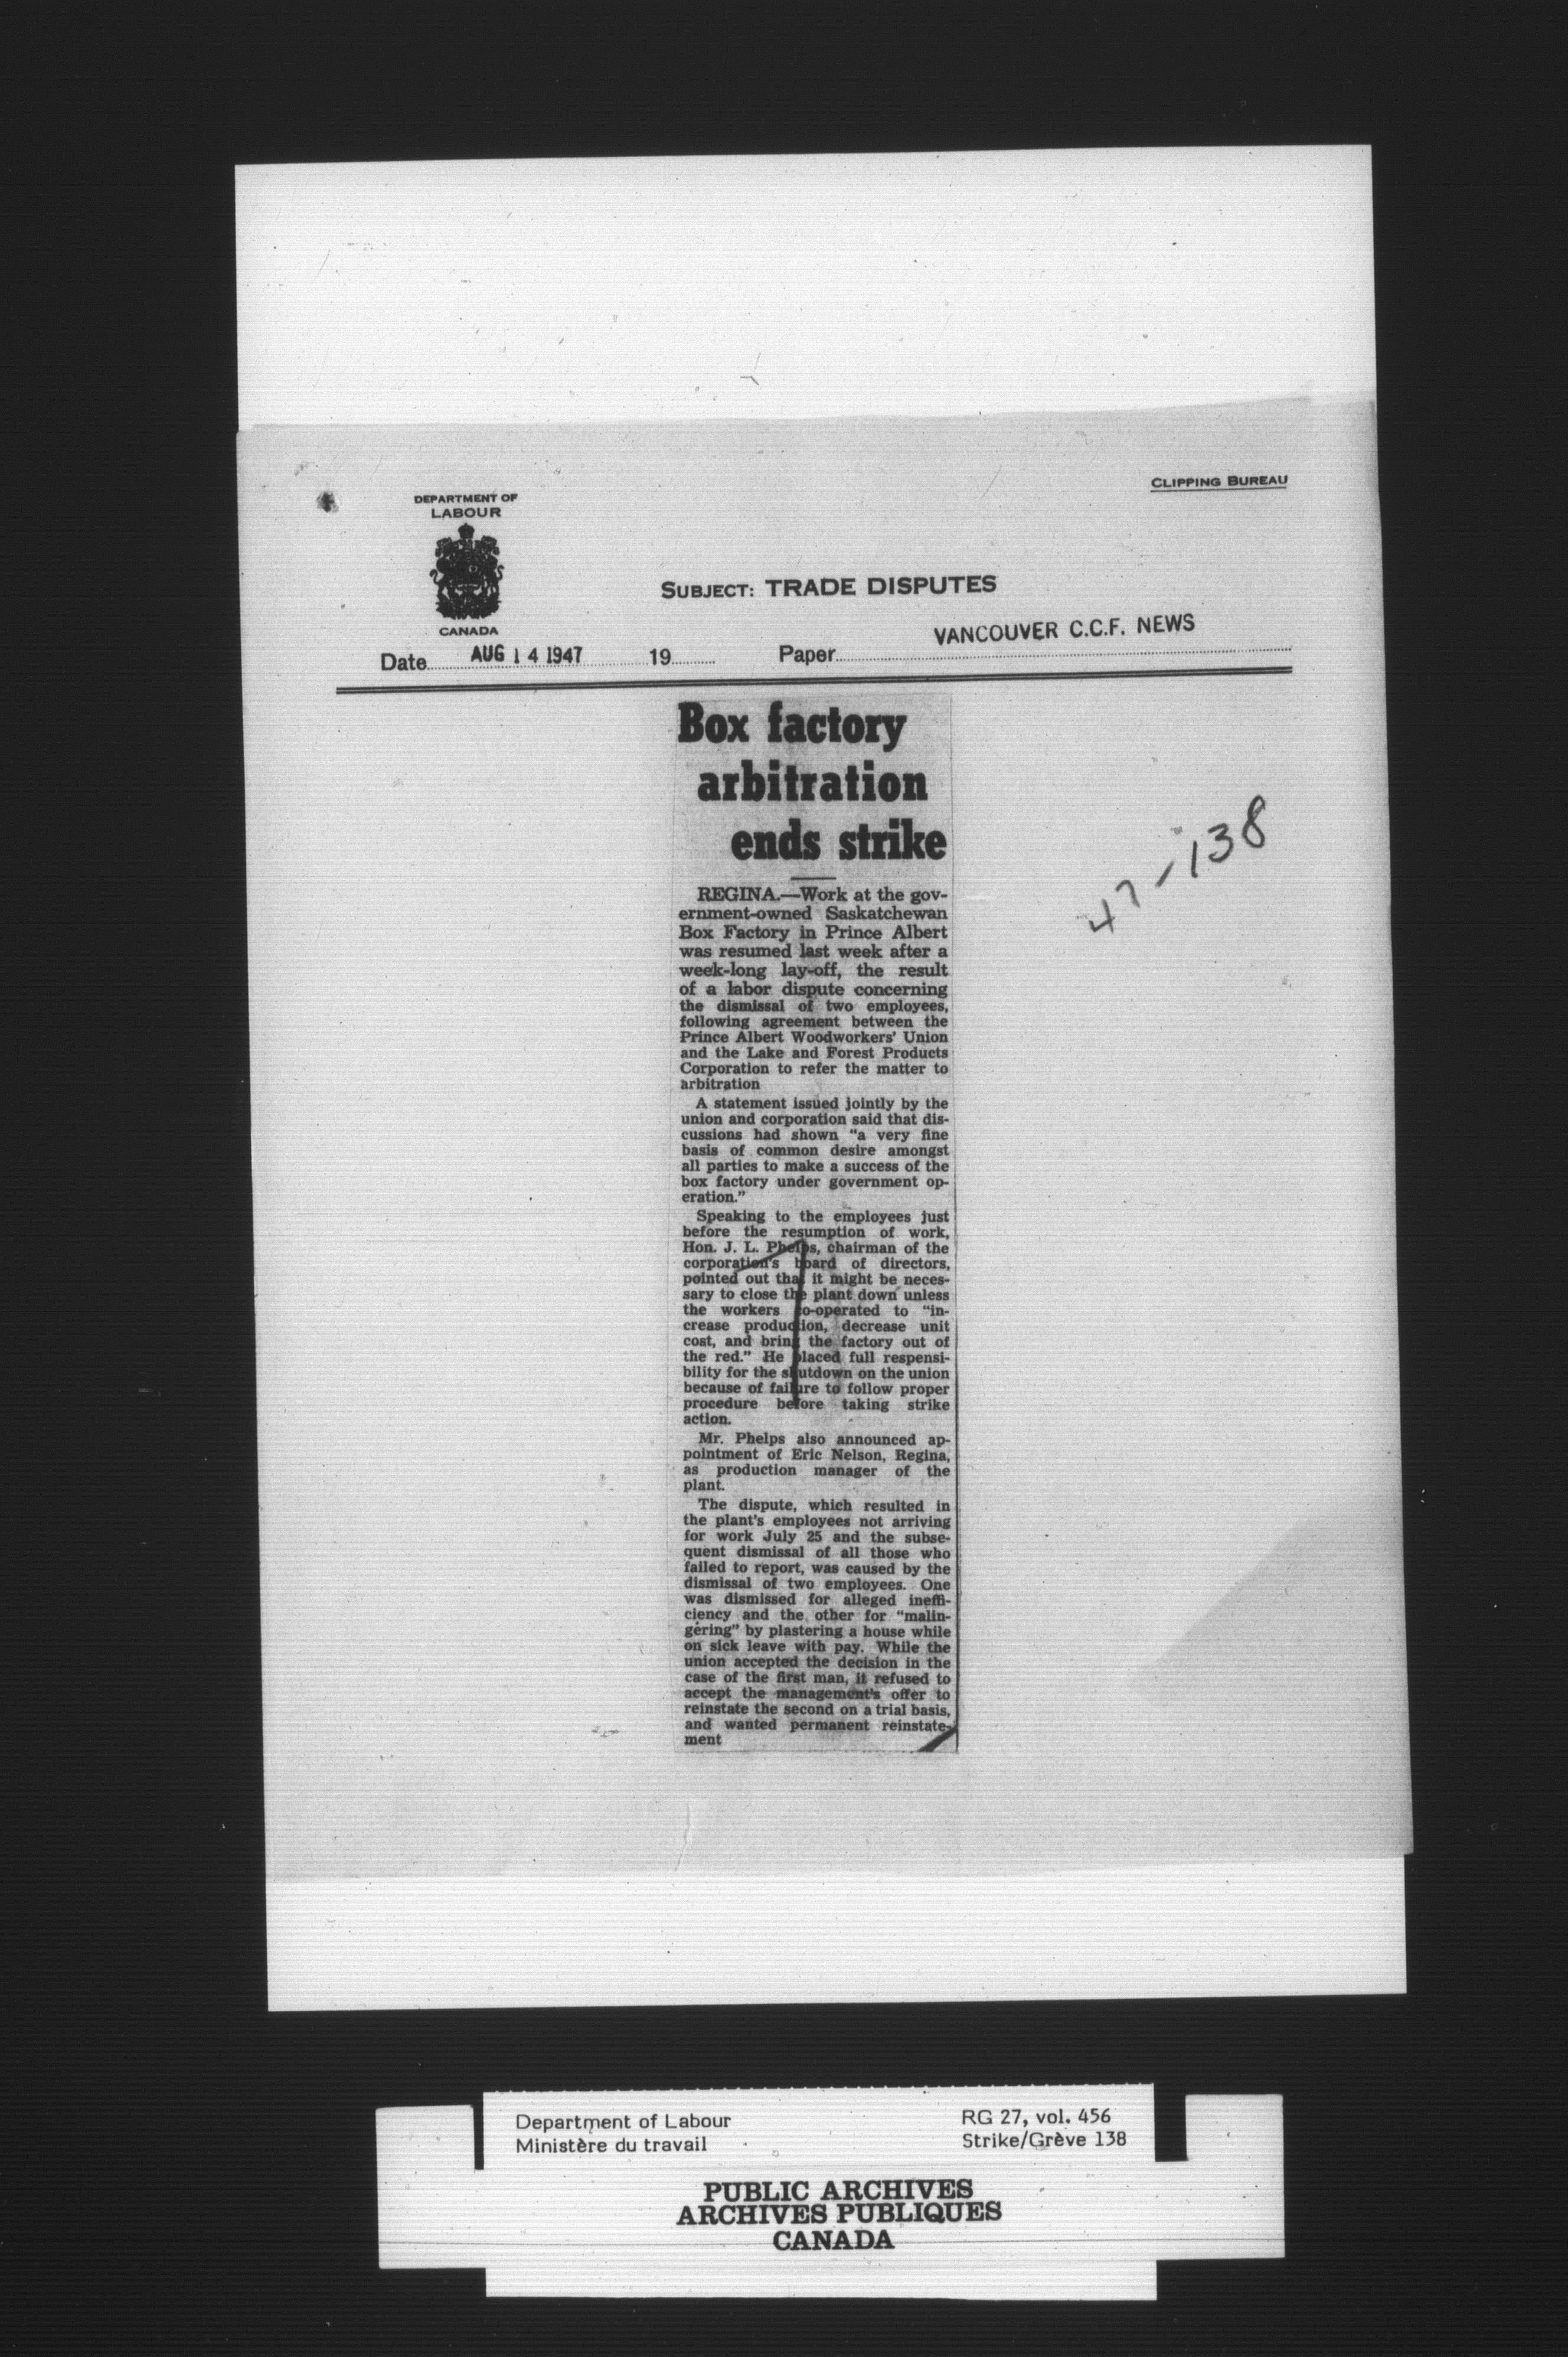 CLIPPING BUREAU
DEPARTMENT OF
LABOUR
CANADA
SUBJECT: TRADE DISPUTES
Date AUG 14 1947 19 Paper VANCOUVER C.C.F. NEWS
Box factory
arbitration
ends strike
47-138
REGINA.—Work at the gov-
ernment-owned Saskatchewan
Box Factory in Prince Albert
was resumed last week after a
week-long lay-off, the result
of a labor dispute concerning
the dismissal of two employees,
following agreement between the
Prince Albert Woodworkers' Union
and the Lake and Forest Products
Corporation to refer the matter to
arbitration
A statement issued jointly by the
union and corporation said that dis-
cussions had shown "a very fine
basis of common desire amongst
all parties to make a success of the
box factory under government op-
eration."
Speaking to the employees just
before the resumption of work,
Hon. J. L. Phelps, chairman of the
corporation's board of directors,
pointed out that it might be neces-
sary to close the plant down unless
the workers co-operated to "in-
crease production, decrease unit
cost, and bring the factory out of
the red." He placed full respensi-
bility for the shutdown on the union
because of failure to follow proper
procedure before taking strike
action.
Mr. Phelps also announced ap-
pointment of Eric Nelson, Regina,
as production manager of the
plant.
The dispute, which resulted in
the plant's employees not arriving
for work July 25 and the subse-
quent dismissal of all those who
failed to report, was caused by the
dismissal of two employees. One
was dismissed for alleged ineffi-
ciency and the other for "malin-
gering" by plastering a house while
on sick leave with pay. While the
union accepted the decision in the
case of the first man, it refused to
accept the management's offer to
reinstate the second on a trial basis,
and wanted permanent reinstate-
ment
Department of Labour
Ministère du travail
RG 27, vol. 456
Strike/Grève 138
PUBLIC ARCHIVES
ARCHIVES PUBLIQUES
CANADA